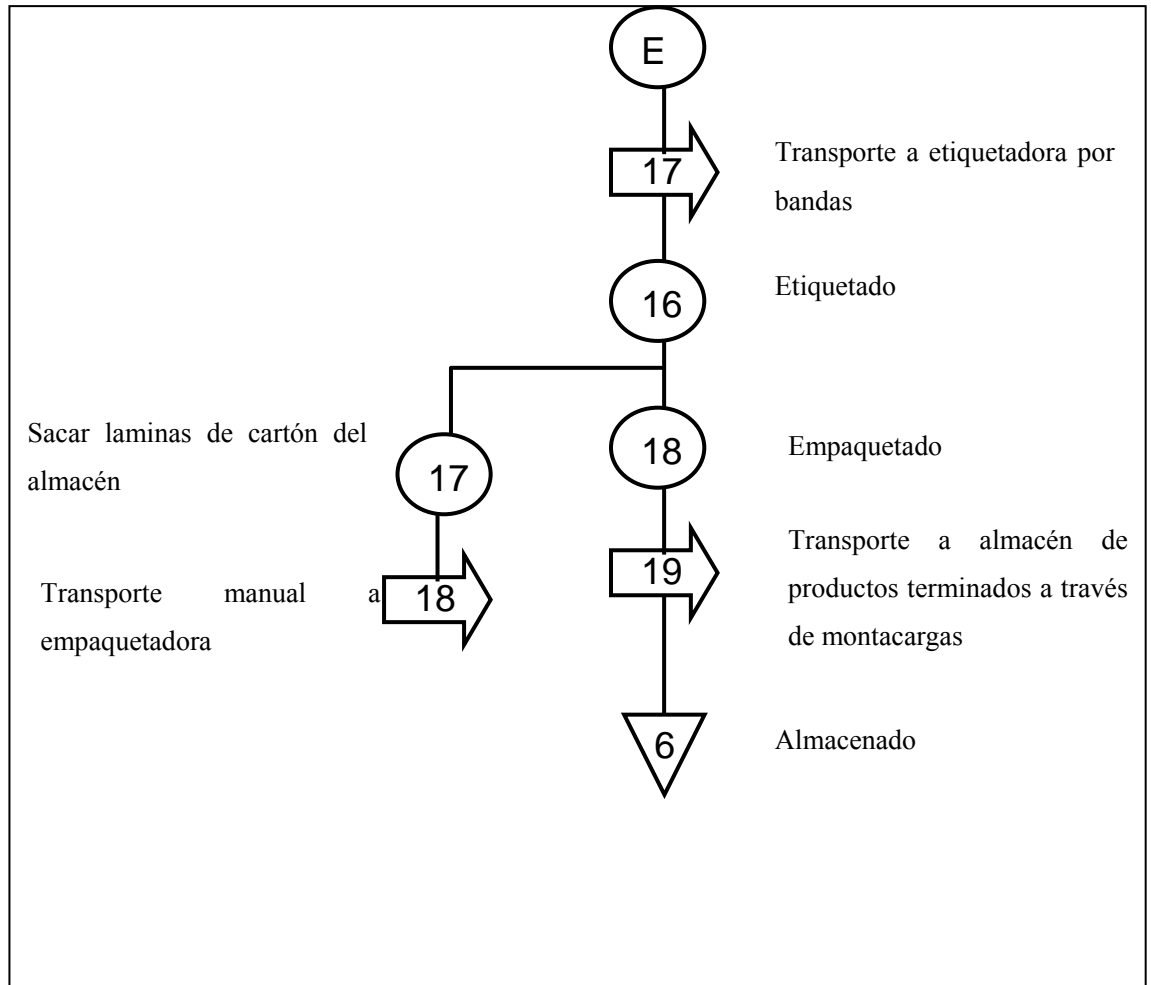 E
17
Transporte a etiquetadora por
bandas
16
Etiquetado
Sacar laminas de cartón del
almacén
17
18
Empaquetado
Transporte manual a
empaquetadora
18
19
Transporte a almacén de
productos terminados a través
de montacargas
6
Almacenado